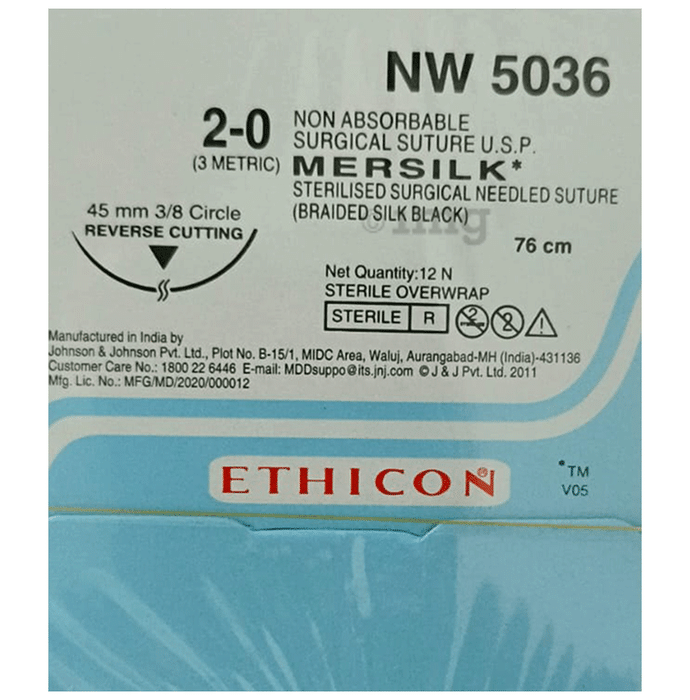 NW 5036
2-0
(3 METRIC)
NON ABSORBABLE
SURGICAL SUTURE U.S.P.
MERSILK*
STERILISED SURGICAL NEEDLED SUTURE
(BRAIDED SILK BLACK)
45 mm 3/8 Circle
REVERSE CUTTING
76 cm
Net Quantity:12 N
STERILE OVERWRAP
STERILE R
2 2
Manufactured in India by
Johnson & Johnson Pvt. Ltd., Plot No. B-15/1, MIDC Area, Waluj, Aurangabad-MH (India)-431136
Customer Care No.: 1800 22 6446 E-mail: MDDsuppo@its.jnj.com © J & J Pvt. Ltd. 2011
Mfg. Lic. No.: MFG/MD/2020/000012
ETHICON®
*TM
V05